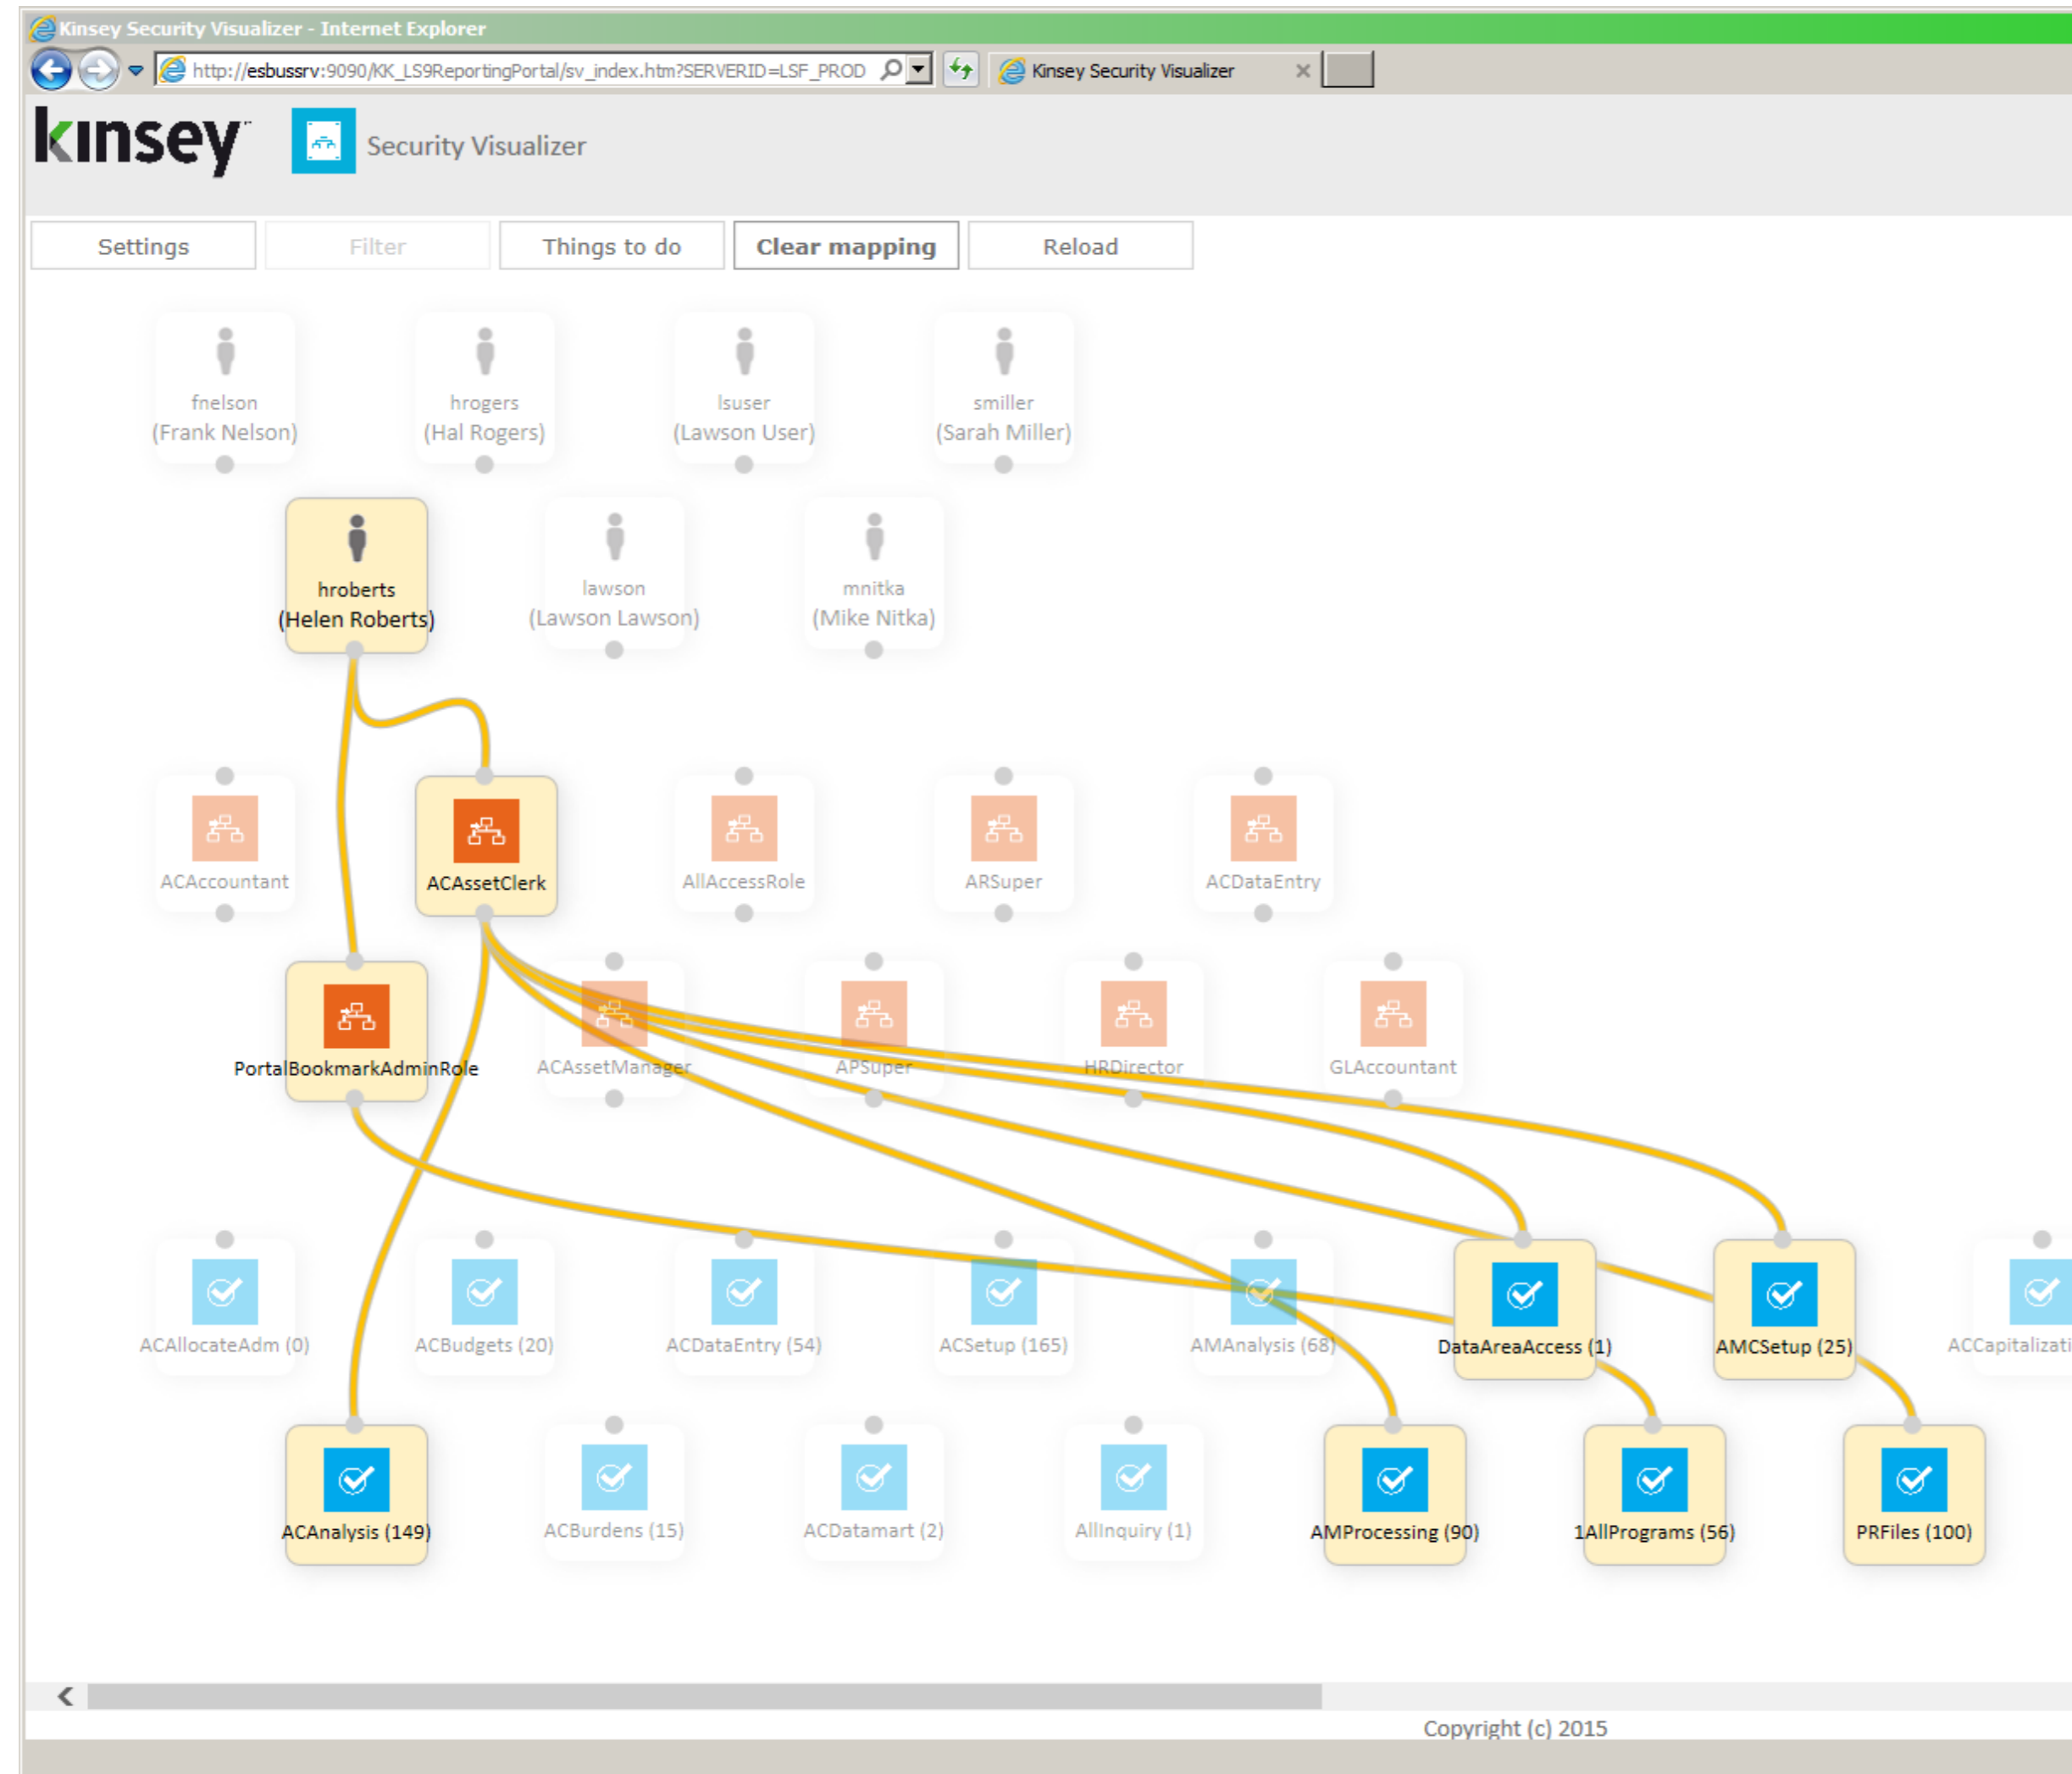 Kinsey Security Visualizer - Internet Explorer
http://esbussrv:9090/KK_LS9ReportingPortal/sv_index.htm?SERVERID=LSF_PROD
Kinsey Security Visualizer
kinsey
Security Visualizer
Settings
Filter
Things to do
Clear mapping
Reload
fnelson
(Frank Nelson)
hrogers
(Hal Rogers)
lsuser
(Lawson User)
smiller
(Sarah Miller)
hroberts
(Helen Roberts)
lawson
(Lawson Lawson)
mnitka
(Mike Nitka)
ACAccountant
ACAssetClerk
AllAccessRole
ARSuper
ACDataEntry
PortalBookmarkAdminRole
ACAssetManager
APSuper
HRDirector
GLAccountant
ACAllocateAdm (0)
ACBudgets (20)
ACDataEntry (54)
ACSetup (165)
AMAnalysis (68)
DataAreaAccess (1)
AMCSetup (25)
ACCapitalizati
ACAnalysis (149)
ACBurdens (15)
ACDatamart (2)
AllInquiry (1)
AMProcessing (90)
1AllPrograms (56)
PRFiles (100)
Copyright (c) 2015